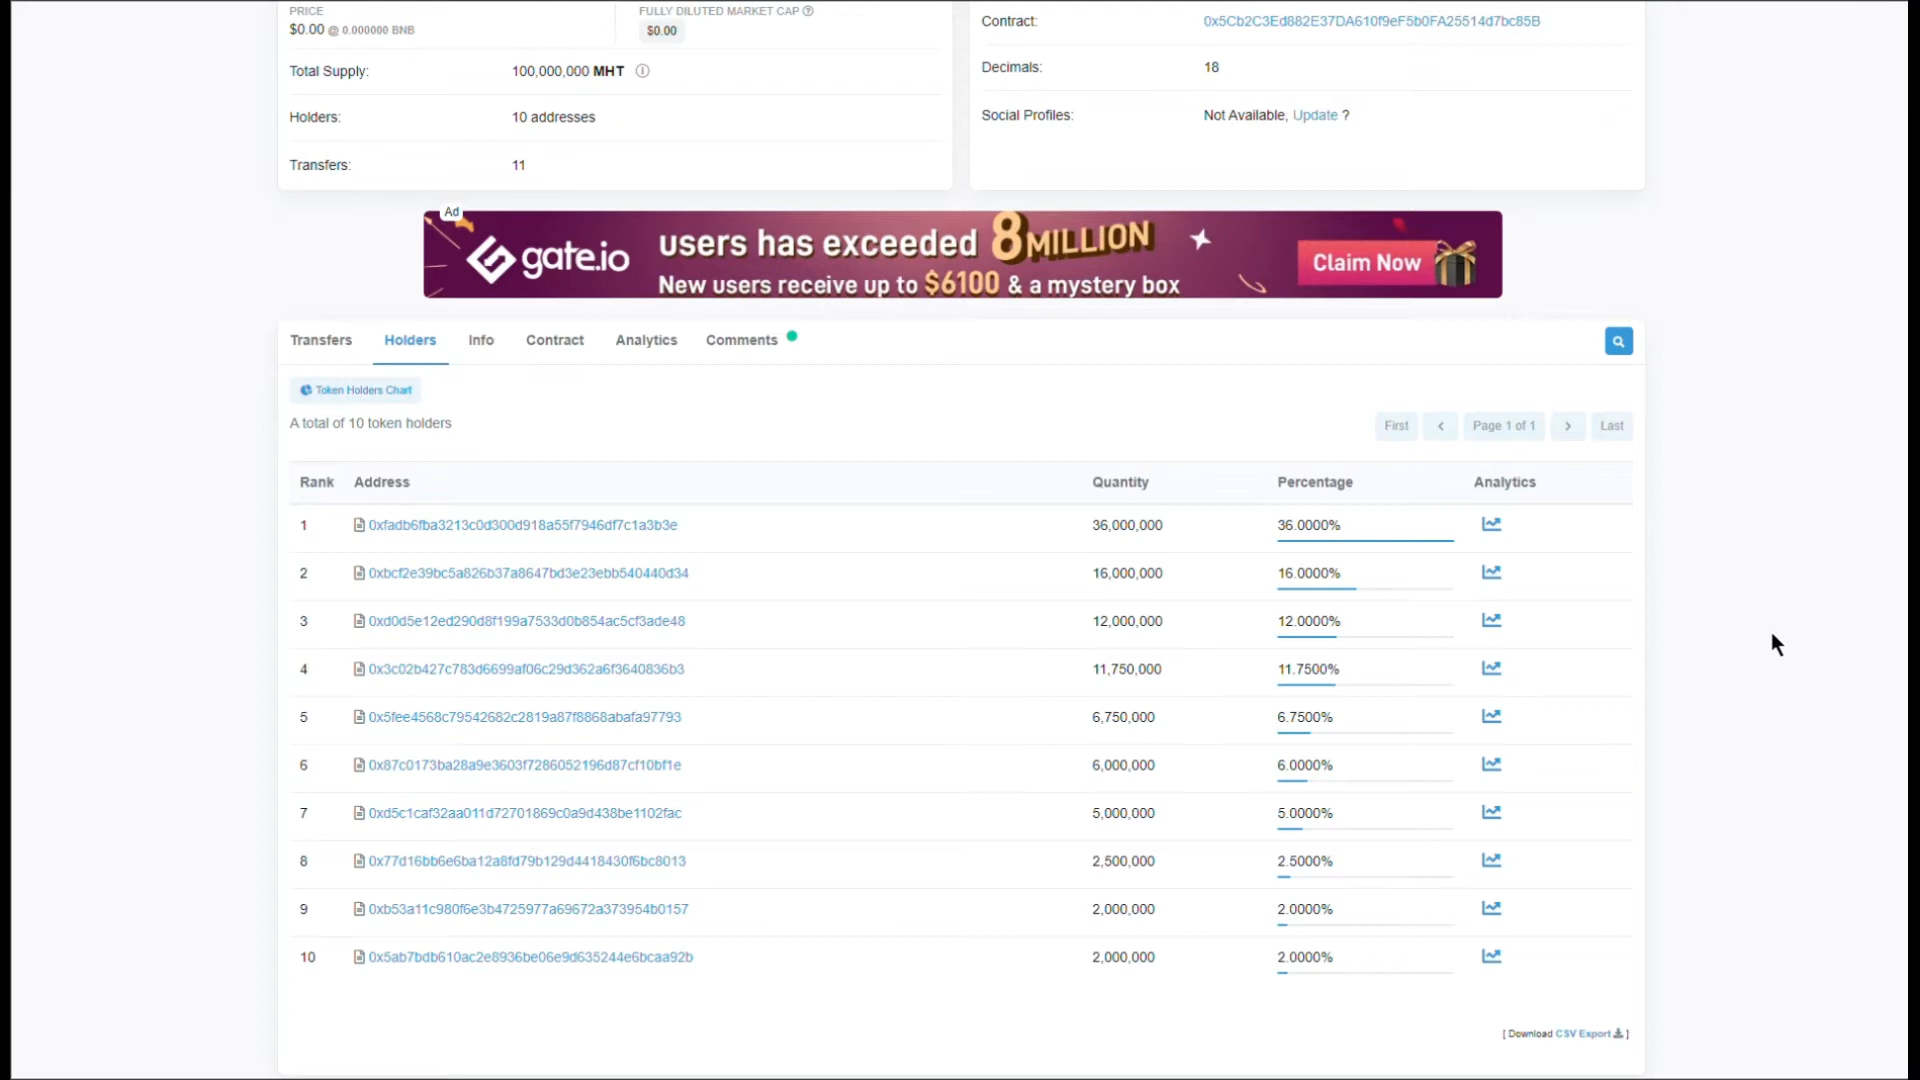 PRICE
$0.00 @ 0.000000 BNB
FULLY DILUTED MARKET CAP
$0.00
Total Supply: 100,000,000 MHT
Holders: 10 addresses
Transfers: 11
Contract: 0x5Cb2C3Ed882E37DA610f9eF5b0FA25514d7bc85B
Decimals: 18
Social Profiles: Not Available, Update ?
Ad
gate.io
users has exceeded 8 MILLION
New users receive up to $6100 & a mystery box
Claim Now
Transfers Holders Info Contract Analytics Comments
Token Holders Chart
A total of 10 token holders
First Page 1 of 1 Last
Rank Address Quantity Percentage Analytics
1 0xfadb6fba3213c0d300d918a55f7946df7c1a3b3e 36,000,000 36.0000%
2 0xbcf2e39bc5a826b37a8647bd3e23ebb540440d34 16,000,000 16.0000%
3 0xd0d5e12ed290d8f199a7533d0b854ac5cf3ade48 12,000,000 12.0000%
4 0x3c02b427c783d6699af06c29d362a6f3640836b3 11,750,000 11.7500%
5 0x5fee4568c79542682c2819a87f8868abafa97793 6,750,000 6.7500%
6 0x87c0173ba28a9e3603f7286052196d87cf10bf1e 6,000,000 6.0000%
7 0xd5c1caf32aa011d72701869c0a9d438be1102fac 5,000,000 5.0000%
8 0x77d16bb6e6ba12a8fd79b129d4418430f6bc8013 2,500,000 2.5000%
9 0xb53a11c980f6e3b4725977a69672a373954b0157 2,000,000 2.0000%
10 0x5ab7bdb610ac2e8936be06e9d635244e6bcaa92b 2,000,000 2.0000%
[ Download CSV Export ]